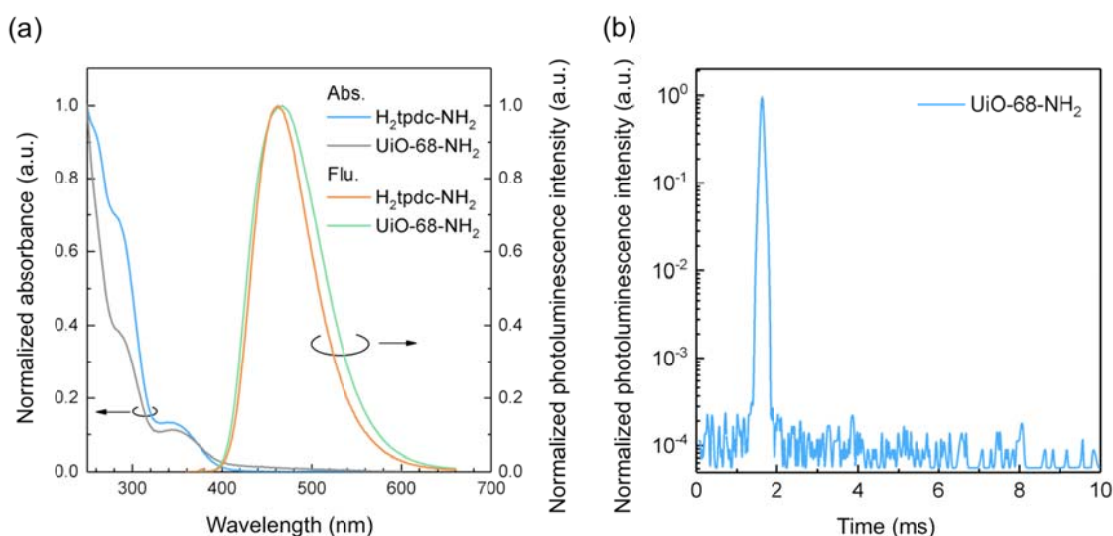 (a)
Normalized absorbance (a.u.)
1.0
0.8
0.6
0.4
0.2
0.0
Abs.
H₂tpdc-NH₂
UiO-68-NH₂
Flu.
H₂tpdc-NH₂
UiO-68-NH₂
1.0
0.8
0.6
0.4
0.2
0.0
Normalized photoluminescence intensity (a.u.)
300 400 500 600 700
Wavelength (nm)
(b)
Normalized photoluminescence intensity (a.u.)
10⁰
10⁻¹
10⁻²
10⁻³
10⁻⁴
UiO-68-NH₂
0 2 4 6 8 10
Time (ms)